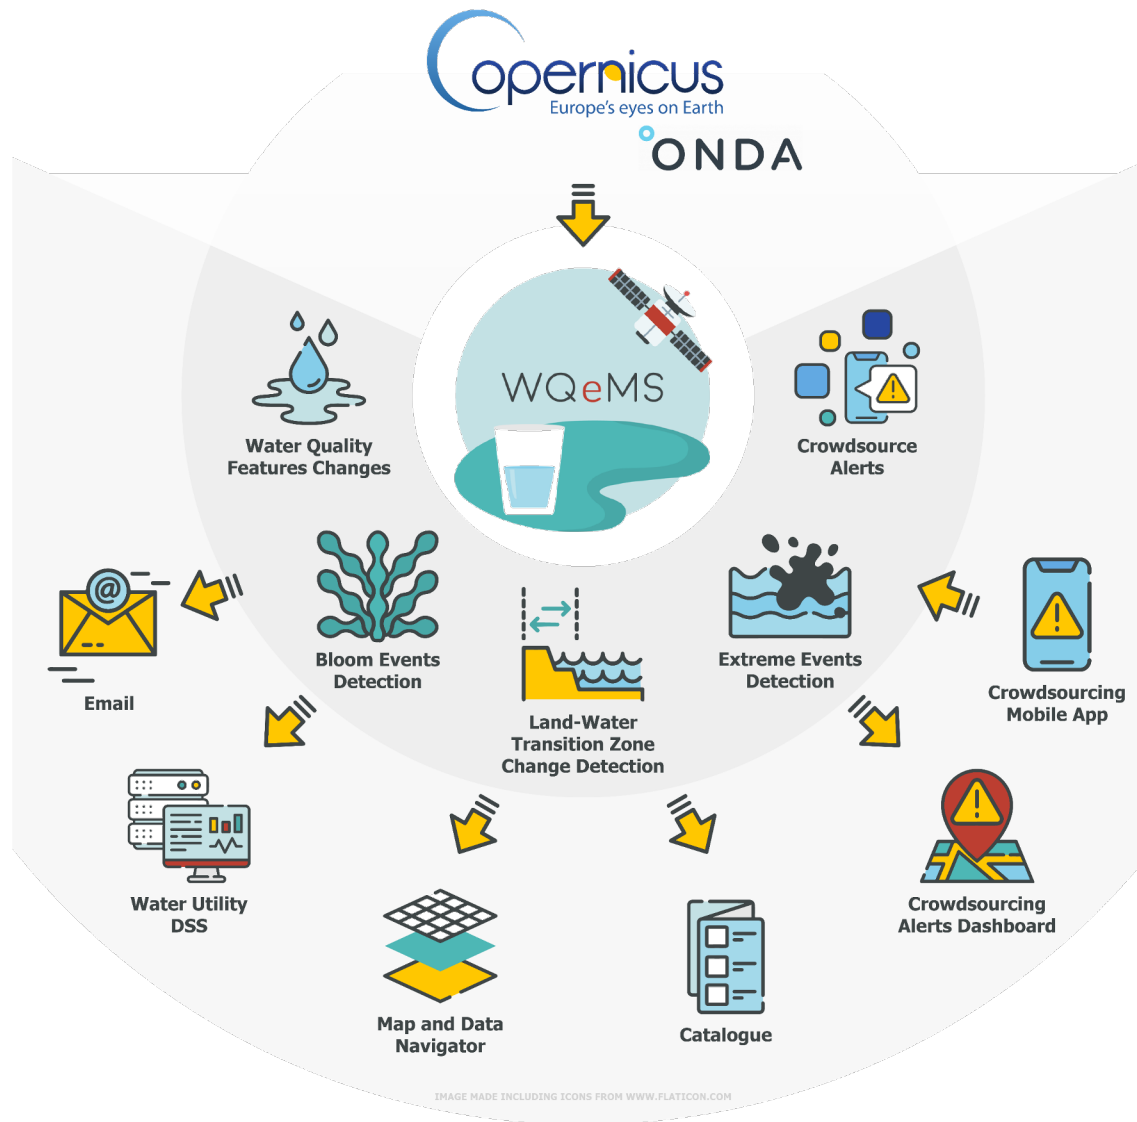 Copernicus
Europe's eyes on Earth
ONDA
WQeMS
Water Quality
Features Changes
Crowdsource
Alerts
Bloom Events
Detection
Extreme Events
Detection
Land-Water
Transition Zone
Change Detection
@
Email
Crowdsourcing
Mobile App
Water Utility
DSS
Crowdsourcing
Alerts Dashboard
Map and Data
Navigator
Catalogue
IMAGE MADE INCLUDING ICONS FROM WWW.FLATICON.COM